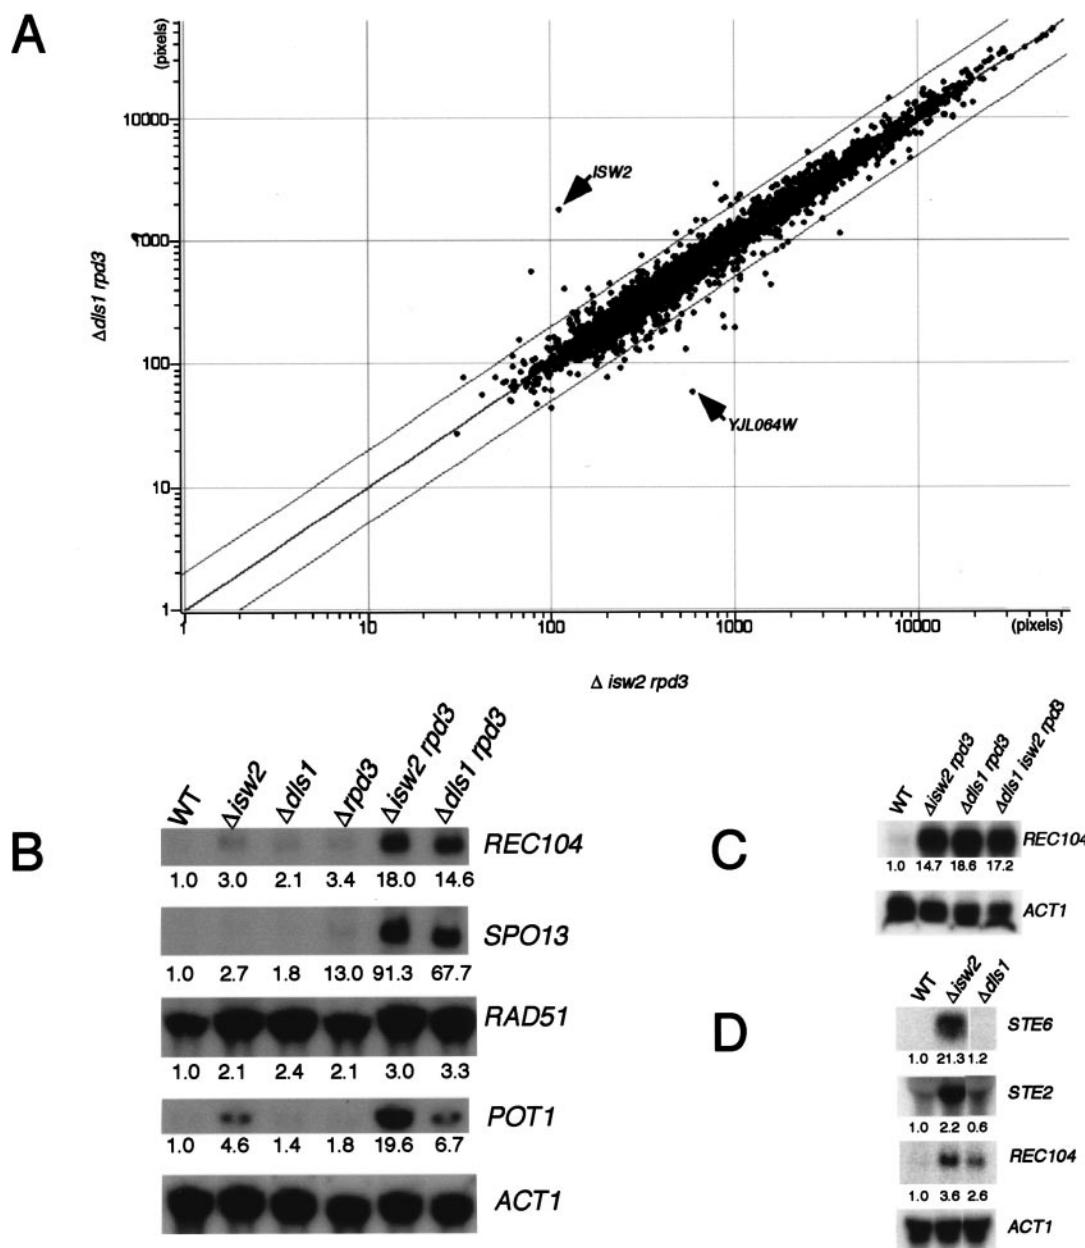 A
(pixels)
10000
1000
100
10
1
Δdls1 rpd3
ISW2
YJL064W
1 10 100 1000 10000 (pixels)
Δ isw2 rpd3
B
WT Δisw2 Δdls1 Δrpd3 Δisw2 rpd3 Δdls1 rpd3
REC104
1.0 3.0 2.1 3.4 18.0 14.6
SPO13
1.0 2.7 1.8 13.0 91.3 67.7
RAD51
1.0 2.1 2.4 2.1 3.0 3.3
POT1
1.0 4.6 1.4 1.8 19.6 6.7
ACT1
C
WT Δisw2 rpd3 Δdls1 rpd3 Δdls1 isw2 rpd3
REC104
1.0 14.7 18.6 17.2
ACT1
D
WT Δisw2 Δdls1
STE6
1.0 21.3 1.2
STE2
1.0 2.2 0.6
REC104
1.0 3.6 2.6
ACT1